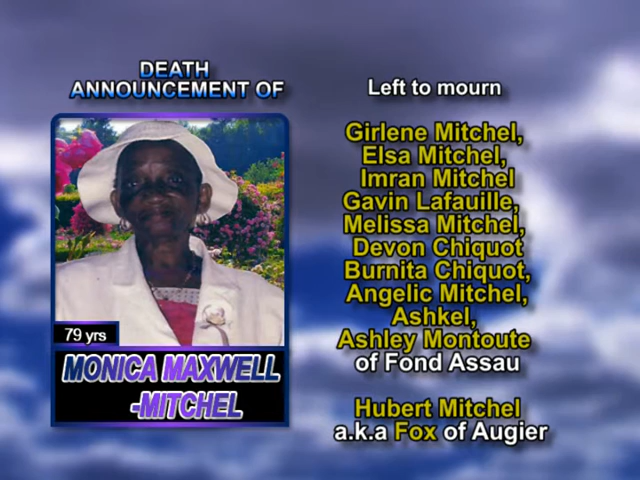 DEATH
ANNOUNCEMENT OF
79 yrs
MONICA MAXWELL
-MITCHEL
Left to mourn
Girlene Mitchel,
Elsa Mitchel,
Imran Mitchel
Gavin Lafauille,
Melissa Mitchel,
Devon Chiquot
Burnita Chiquot,
Angelic Mitchel,
Ashkel,
Ashley Montoute
of Fond Assau
Hubert Mitchel
a.k.a Fox of Augier